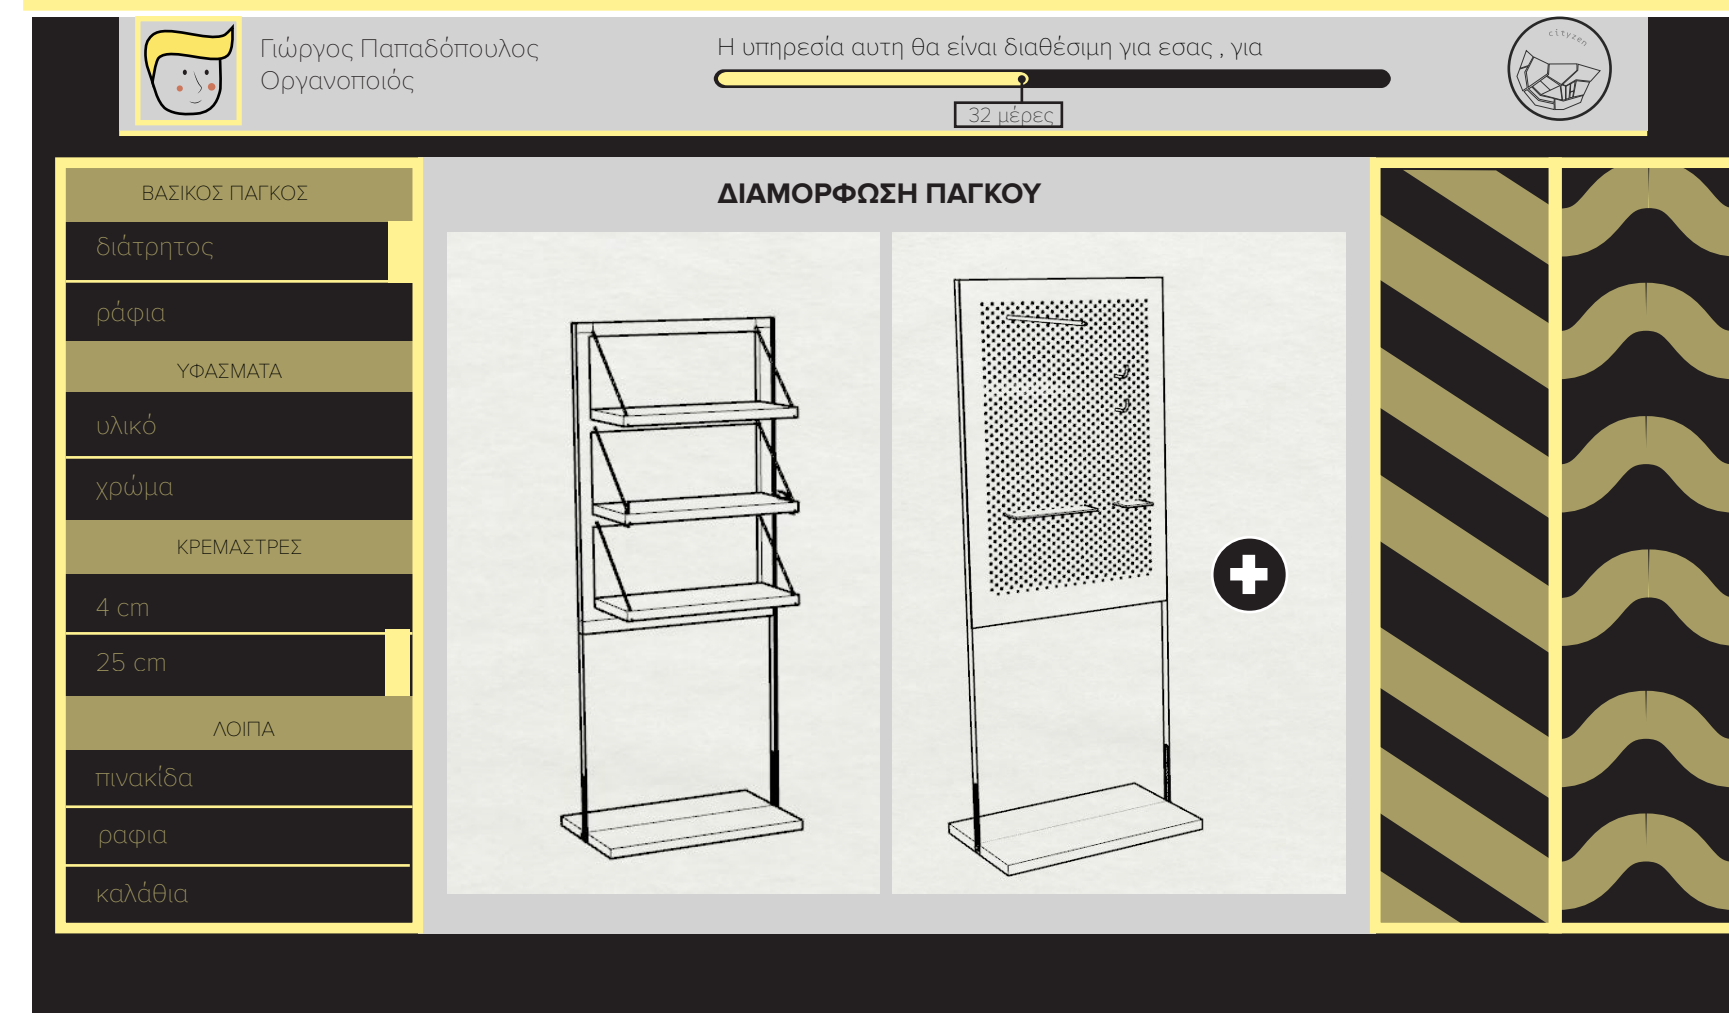 Γιώργος Παπαδόπουλος
Οργανοποιός
Η υπηρεσία αυτη θα είναι διαθέσιμη για εσας , για
32 μέρες
cityzen
ΒΑΣΙΚΟΣ ΠΑΓΚΟΣ
διάτρητος
ράφια
ΥΦΑΣΜΑΤΑ
υλικό
χρώμα
ΚΡΕΜΑΣΤΡΕΣ
4 cm
25 cm
ΛΟΙΠΑ
πινακίδα
ραφια
καλάθια
ΔΙΑΜΟΡΦΩΣΗ ΠΑΓΚΟΥ